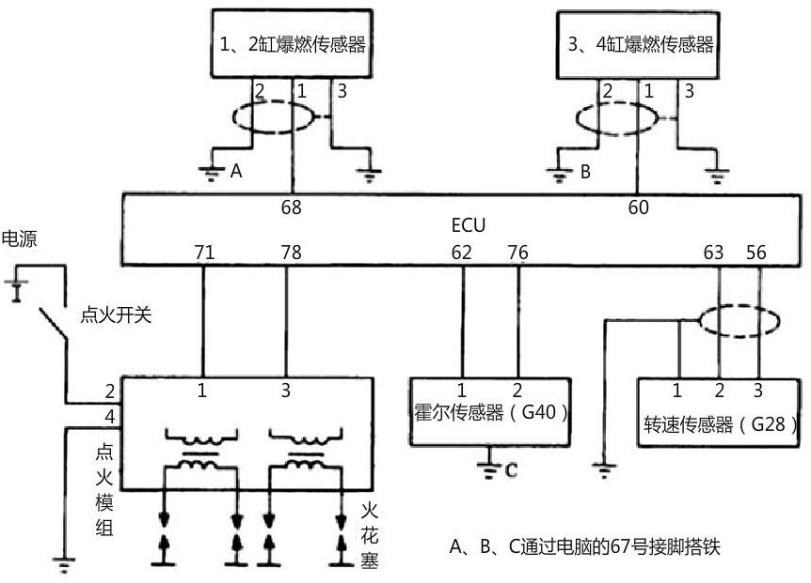 1、2缸爆燃传感器
3、4缸爆燃传感器
2 1 3
2 1 3
A
B
68
60
ECU
71 78 62 76 63 56
电源
点火开关
2
4
1 3
1 2
霍尔传感器（G40）
1 2 3
转速传感器（G28）
C
点火模组
火花塞
A、B、C通过电脑的67号接脚搭铁